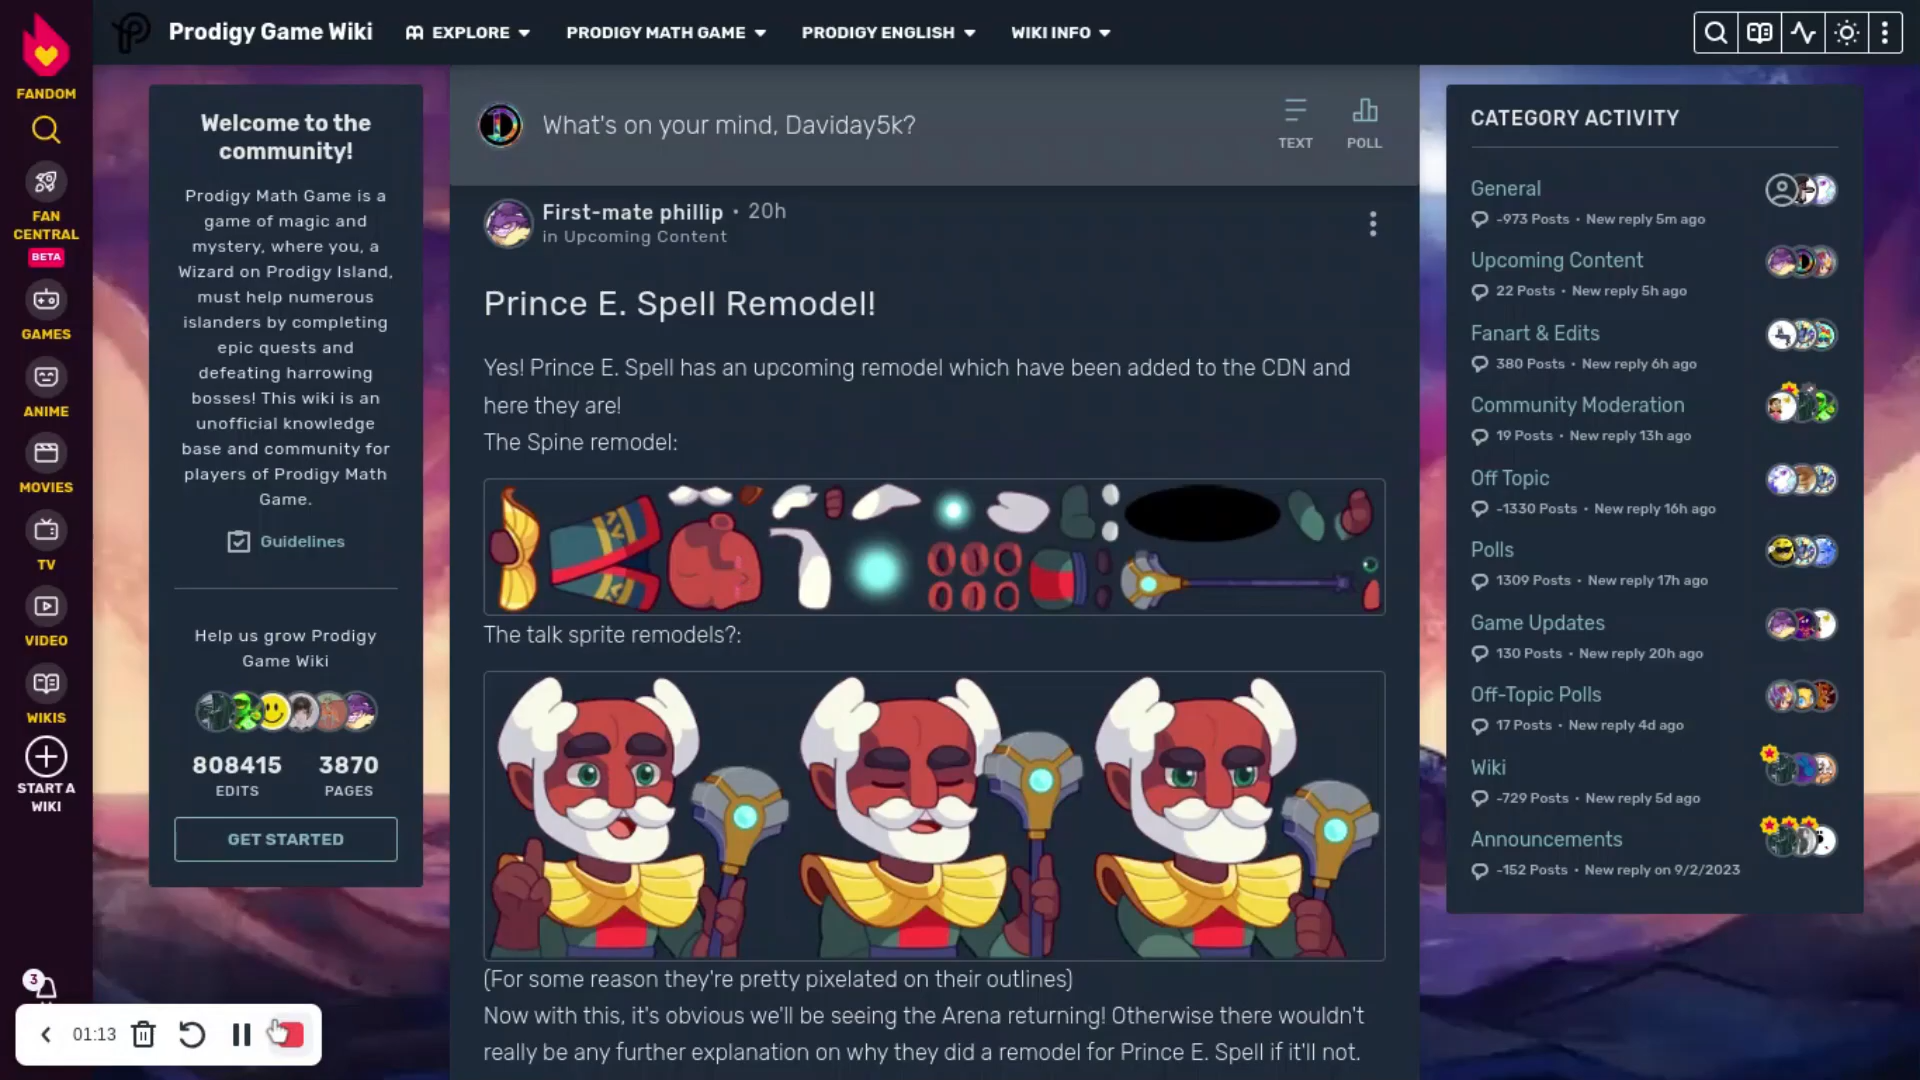 FANDOM
FAN
CENTRAL
BETA
GAMES
ANIME
MOVIES
TV
VIDEO
WIKIS
START A
WIKI
3
01:13
Prodigy Game Wiki
EXPLORE
PRODIGY MATH GAME
PRODIGY ENGLISH
WIKI INFO
Welcome to the
community!
Prodigy Math Game is a
game of magic and
mystery, where you, a
Wizard on Prodigy Island,
must help numerous
islanders by completing
epic quests and
defeating harrowing
bosses! This wiki is an
unofficial knowledge
base and community for
players of Prodigy Math
Game.
Guidelines
Help us grow Prodigy
Game Wiki
808415 3870
EDITS PAGES
GET STARTED
What's on your mind, Daviday5k?
TEXT
POLL
First-mate phillip • 20h
in Upcoming Content
Prince E. Spell Remodel!
Yes! Prince E. Spell has an upcoming remodel which have been added to the CDN and
here they are!
The Spine remodel:
The talk sprite remodels?:
(For some reason they're pretty pixelated on their outlines)
Now with this, it's obvious we'll be seeing the Arena returning! Otherwise there wouldn't
really be any further explanation on why they did a remodel for Prince E. Spell if it'll not.
CATEGORY ACTIVITY
General
-973 Posts • New reply 5m ago
Upcoming Content
22 Posts • New reply 5h ago
Fanart & Edits
380 Posts • New reply 6h ago
Community Moderation
19 Posts • New reply 13h ago
Off Topic
-1330 Posts • New reply 16h ago
Polls
1309 Posts • New reply 17h ago
Game Updates
130 Posts • New reply 20h ago
Off-Topic Polls
17 Posts • New reply 4d ago
Wiki
-729 Posts • New reply 5d ago
Announcements
-152 Posts • New reply on 9/2/2023